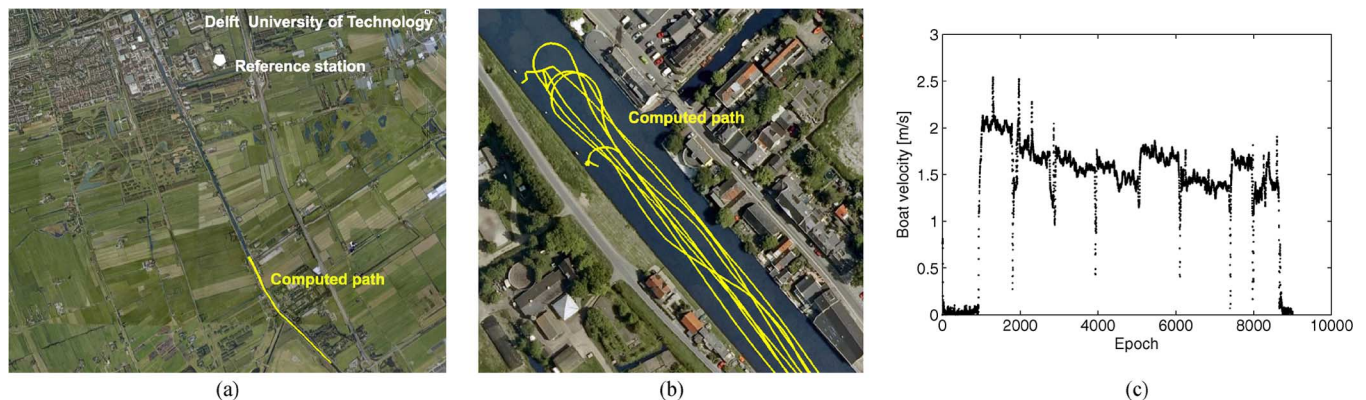 Delft University of Technology
Reference station
Computed path
(a)
Computed path
(b)
3
2.5
2
1.5
1
0.5
0
Boat velocity [m/s]
0
2000
4000
6000
8000
10000
Epoch
(c)